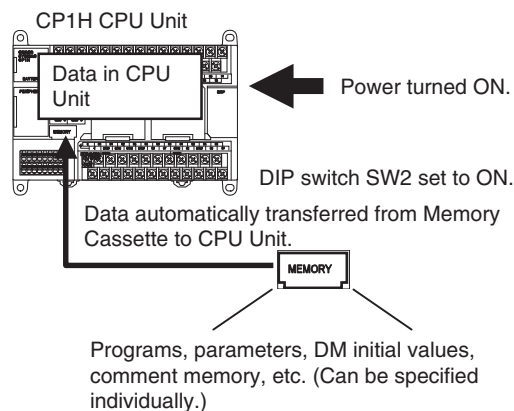 CP1H CPU Unit
Data in CPU
Unit
MEMORY
Power turned ON.
DIP switch SW2 set to ON.
Data automatically transferred from Memory
Cassette to CPU Unit.
MEMORY
Programs, parameters, DM initial values,
comment memory, etc. (Can be specified
individually.)